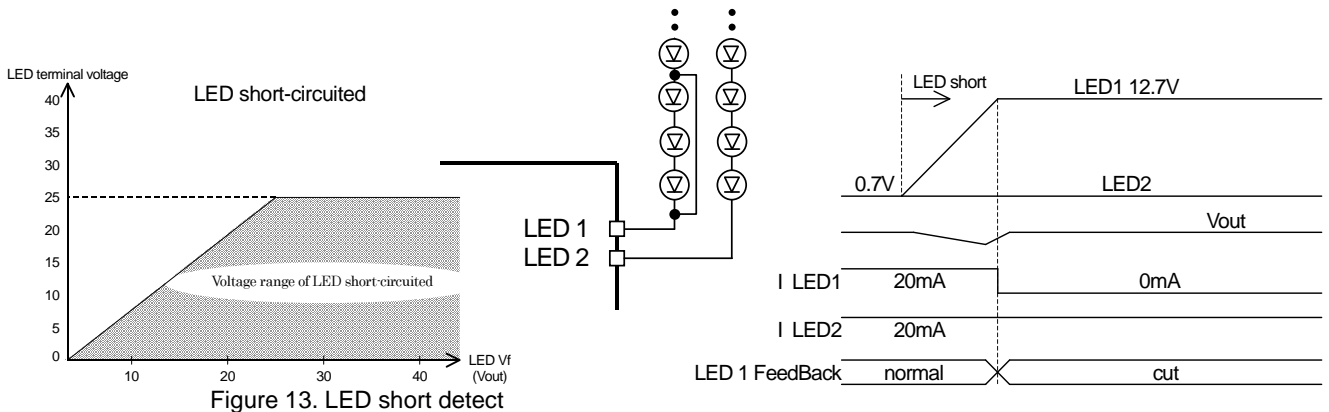 LED terminal voltage
LED short-circuited
40
35
30
25
20
15
10
5
0
Voltage range of LED short-circuited
10 20 30 40
LED Vf
(Vout)
LED 1
LED 2
LED short
LED1 12.7V
0.7V
LED2
Vout
I LED1 20mA 0mA
I LED2 20mA
LED 1 FeedBack normal cut
Figure 13. LED short detect